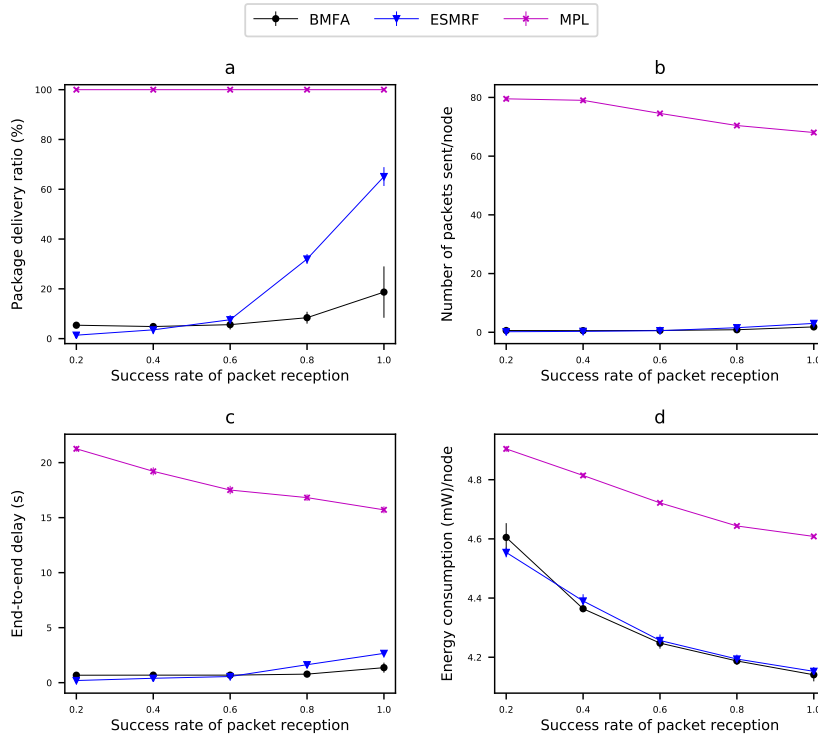 BMFA ESMRF MPL
a
Package delivery ratio (%)
100
80
60
40
20
0
0.2 0.4 0.6 0.8 1.0
Success rate of packet reception
b
Number of packets sent/node
80
60
40
20
0
0.2 0.4 0.6 0.8 1.0
Success rate of packet reception
c
End-to-end delay (s)
20
15
10
5
0
0.2 0.4 0.6 0.8 1.0
Success rate of packet reception
d
Energy consumption (mW)/node
4.8
4.6
4.4
4.2
0.2 0.4 0.6 0.8 1.0
Success rate of packet reception